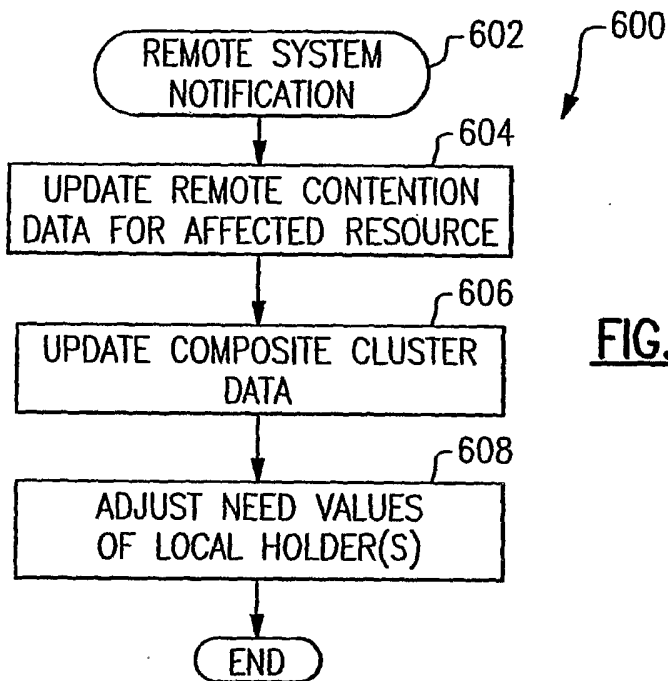 REMOTE SYSTEM
NOTIFICATION
602
600
604
UPDATE REMOTE CONTENTION
DATA FOR AFFECTED RESOURCE
606
UPDATE COMPOSITE CLUSTER
DATA
FIG.
608
ADJUST NEED VALUES
OF LOCAL HOLDER(S)
END